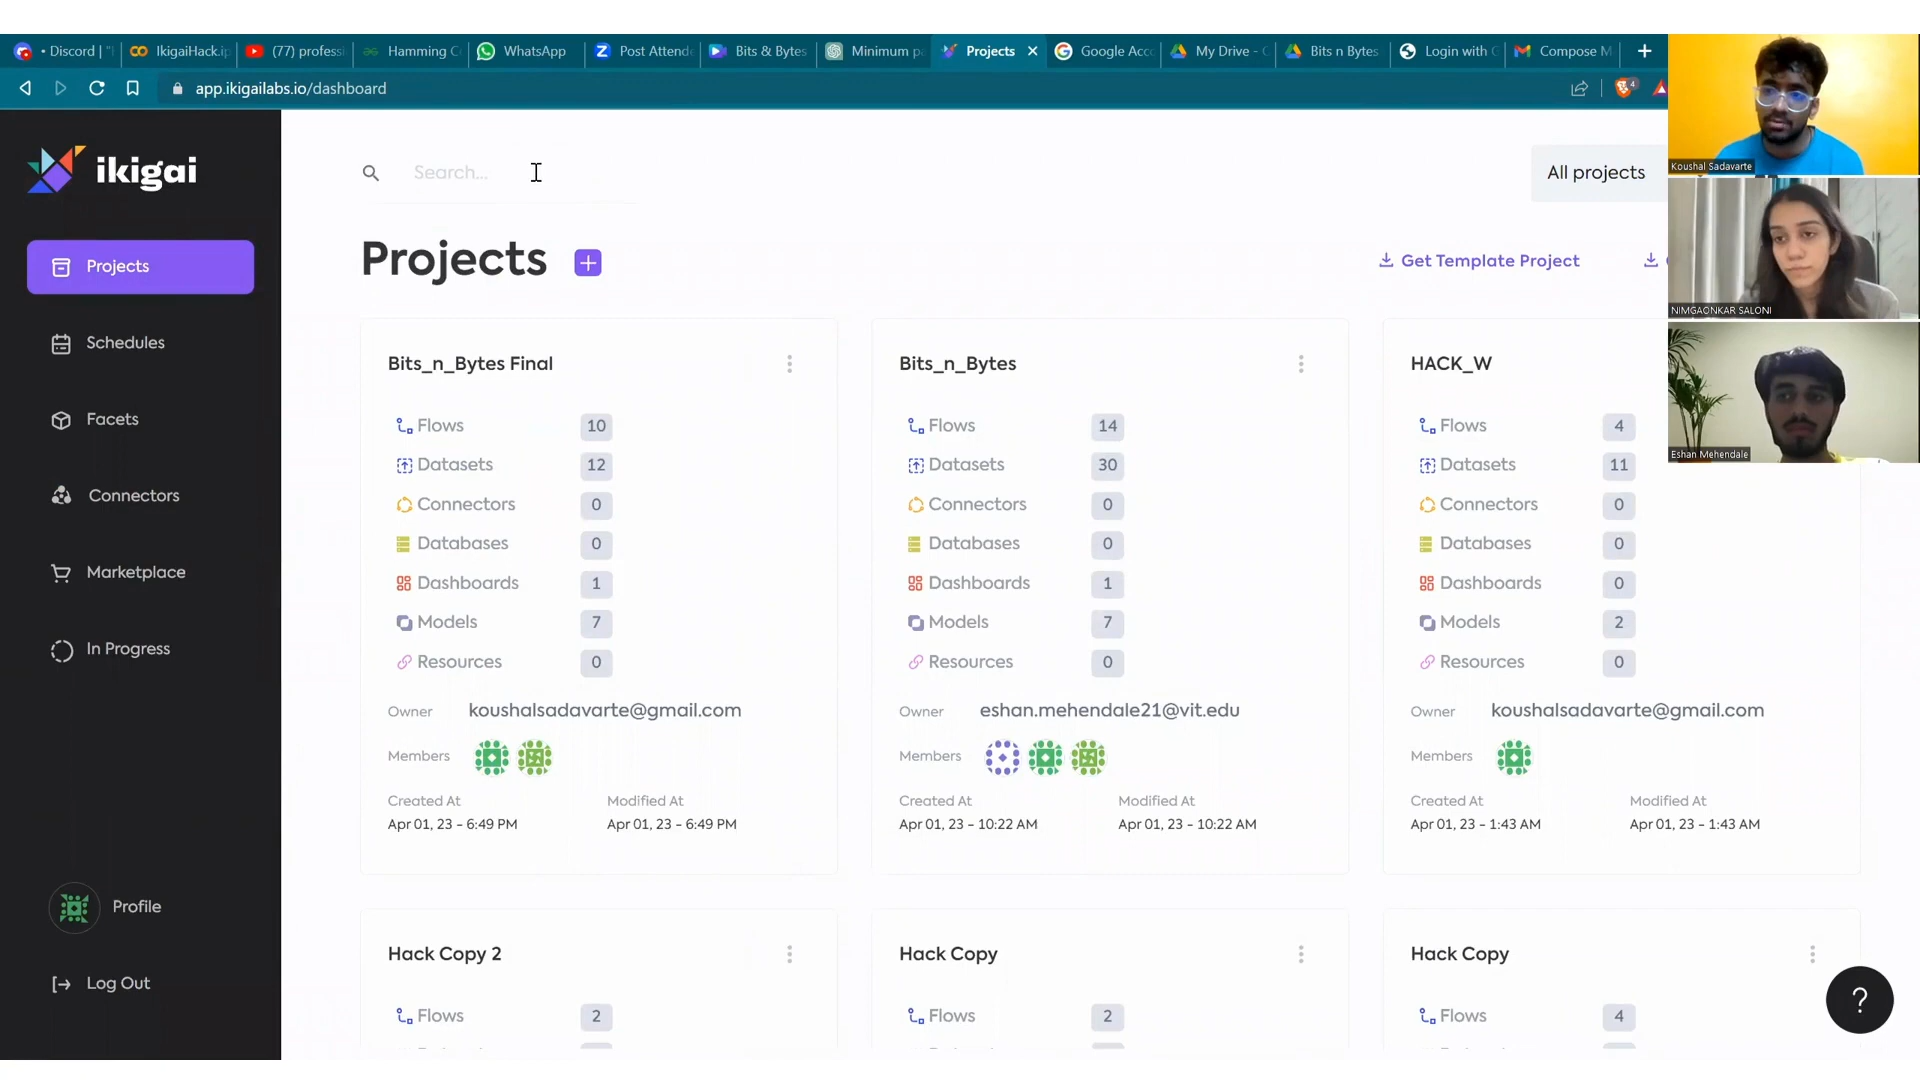 Discord | "
IkigaiHack.ip
(77) professi
Hamming C
WhatsApp
Post Attende
Bits & Bytes
Minimum p
Projects
Google Acc
My Drive - G
Bits n Bytes
Login with G
Compose M
app.ikigailabs.io/dashboard
4
Koushal Sadavarte
NIMGAONKAR SALONI
Eshan Mehendale
ikigai
Search...
All projects
Projects
Get Template Project
Projects
Schedules
Facets
Connectors
Marketplace
In Progress
Profile
Log Out
Bits_n_Bytes Final
Flows 10
Datasets 12
Connectors 0
Databases 0
Dashboards 1
Models 7
Resources 0
Owner koushalsadavarte@gmail.com
Members
Created At Modified At
Apr 01, 23 - 6:49 PM Apr 01, 23 - 6:49 PM
Bits_n_Bytes
Flows 14
Datasets 30
Connectors 0
Databases 0
Dashboards 1
Models 7
Resources 0
Owner eshan.mehendale21@vit.edu
Members
Created At Modified At
Apr 01, 23 - 10:22 AM Apr 01, 23 - 10:22 AM
HACK_W
Flows 4
Datasets 11
Connectors 0
Databases 0
Dashboards 0
Models 2
Resources 0
Owner koushalsadavarte@gmail.com
Members
Created At Modified At
Apr 01, 23 - 1:43 AM Apr 01, 23 - 1:43 AM
Hack Copy 2
Flows 2
Hack Copy
Flows 2
Hack Copy
Flows 4
?